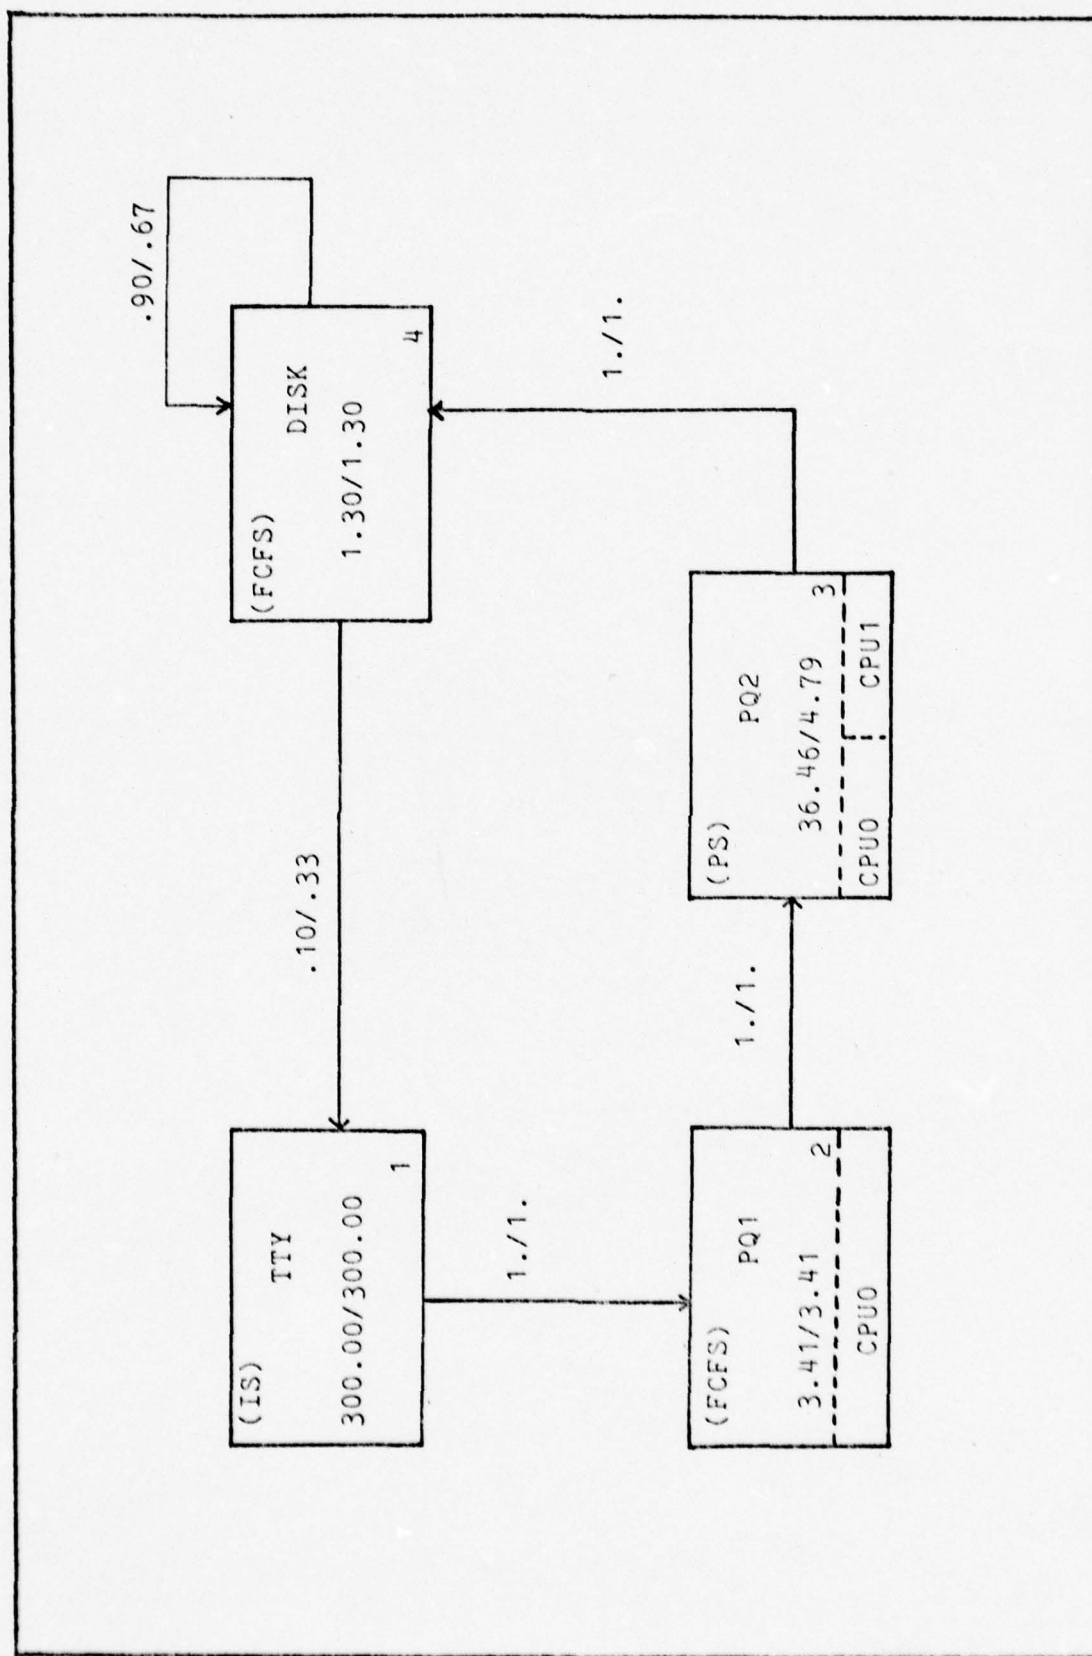 (IS)
TTY
300.00/300.00
1
.10/.33
(FCFS)
DISK
1.30/1.30
4
.90/.67
1./1.
(FCFS)
PQ1
3.41/3.41
2
CPU0
1./1.
(PS)
PQ2
36.46/4.79
3
CPU0
CPU1
1./1.